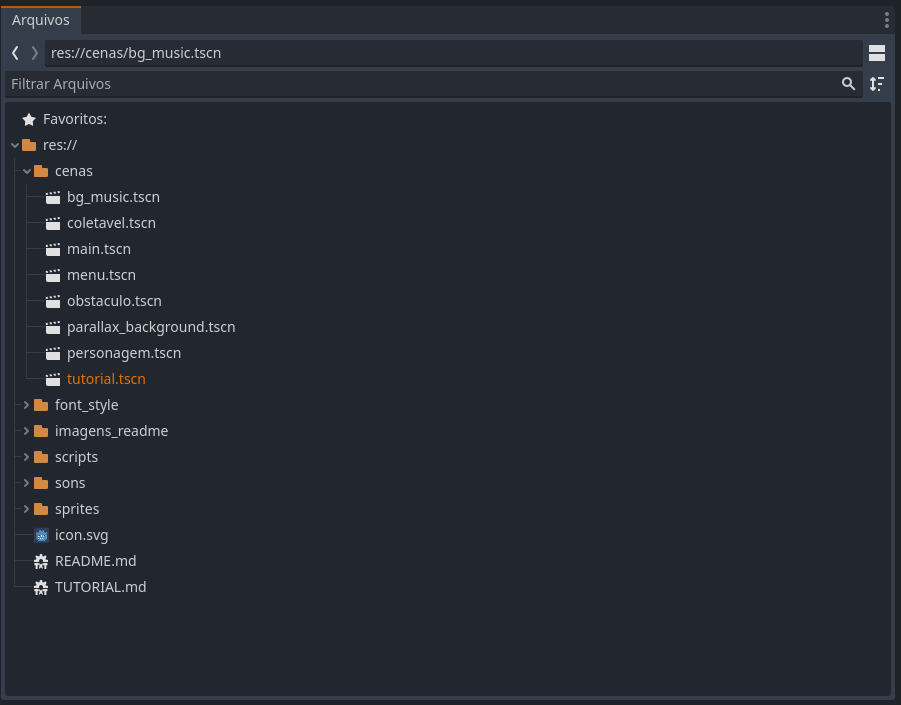 Arquivos
res://cenas/bg_music.tscn
Filtrar Arquivos
Favoritos:
res://
cenas
bg_music.tscn
coletavel.tscn
main.tscn
menu.tscn
obstaculo.tscn
parallax_background.tscn
personagem.tscn
tutorial.tscn
font_style
imagens_readme
scripts
sons
sprites
icon.svg
README.md
TUTORIAL.md